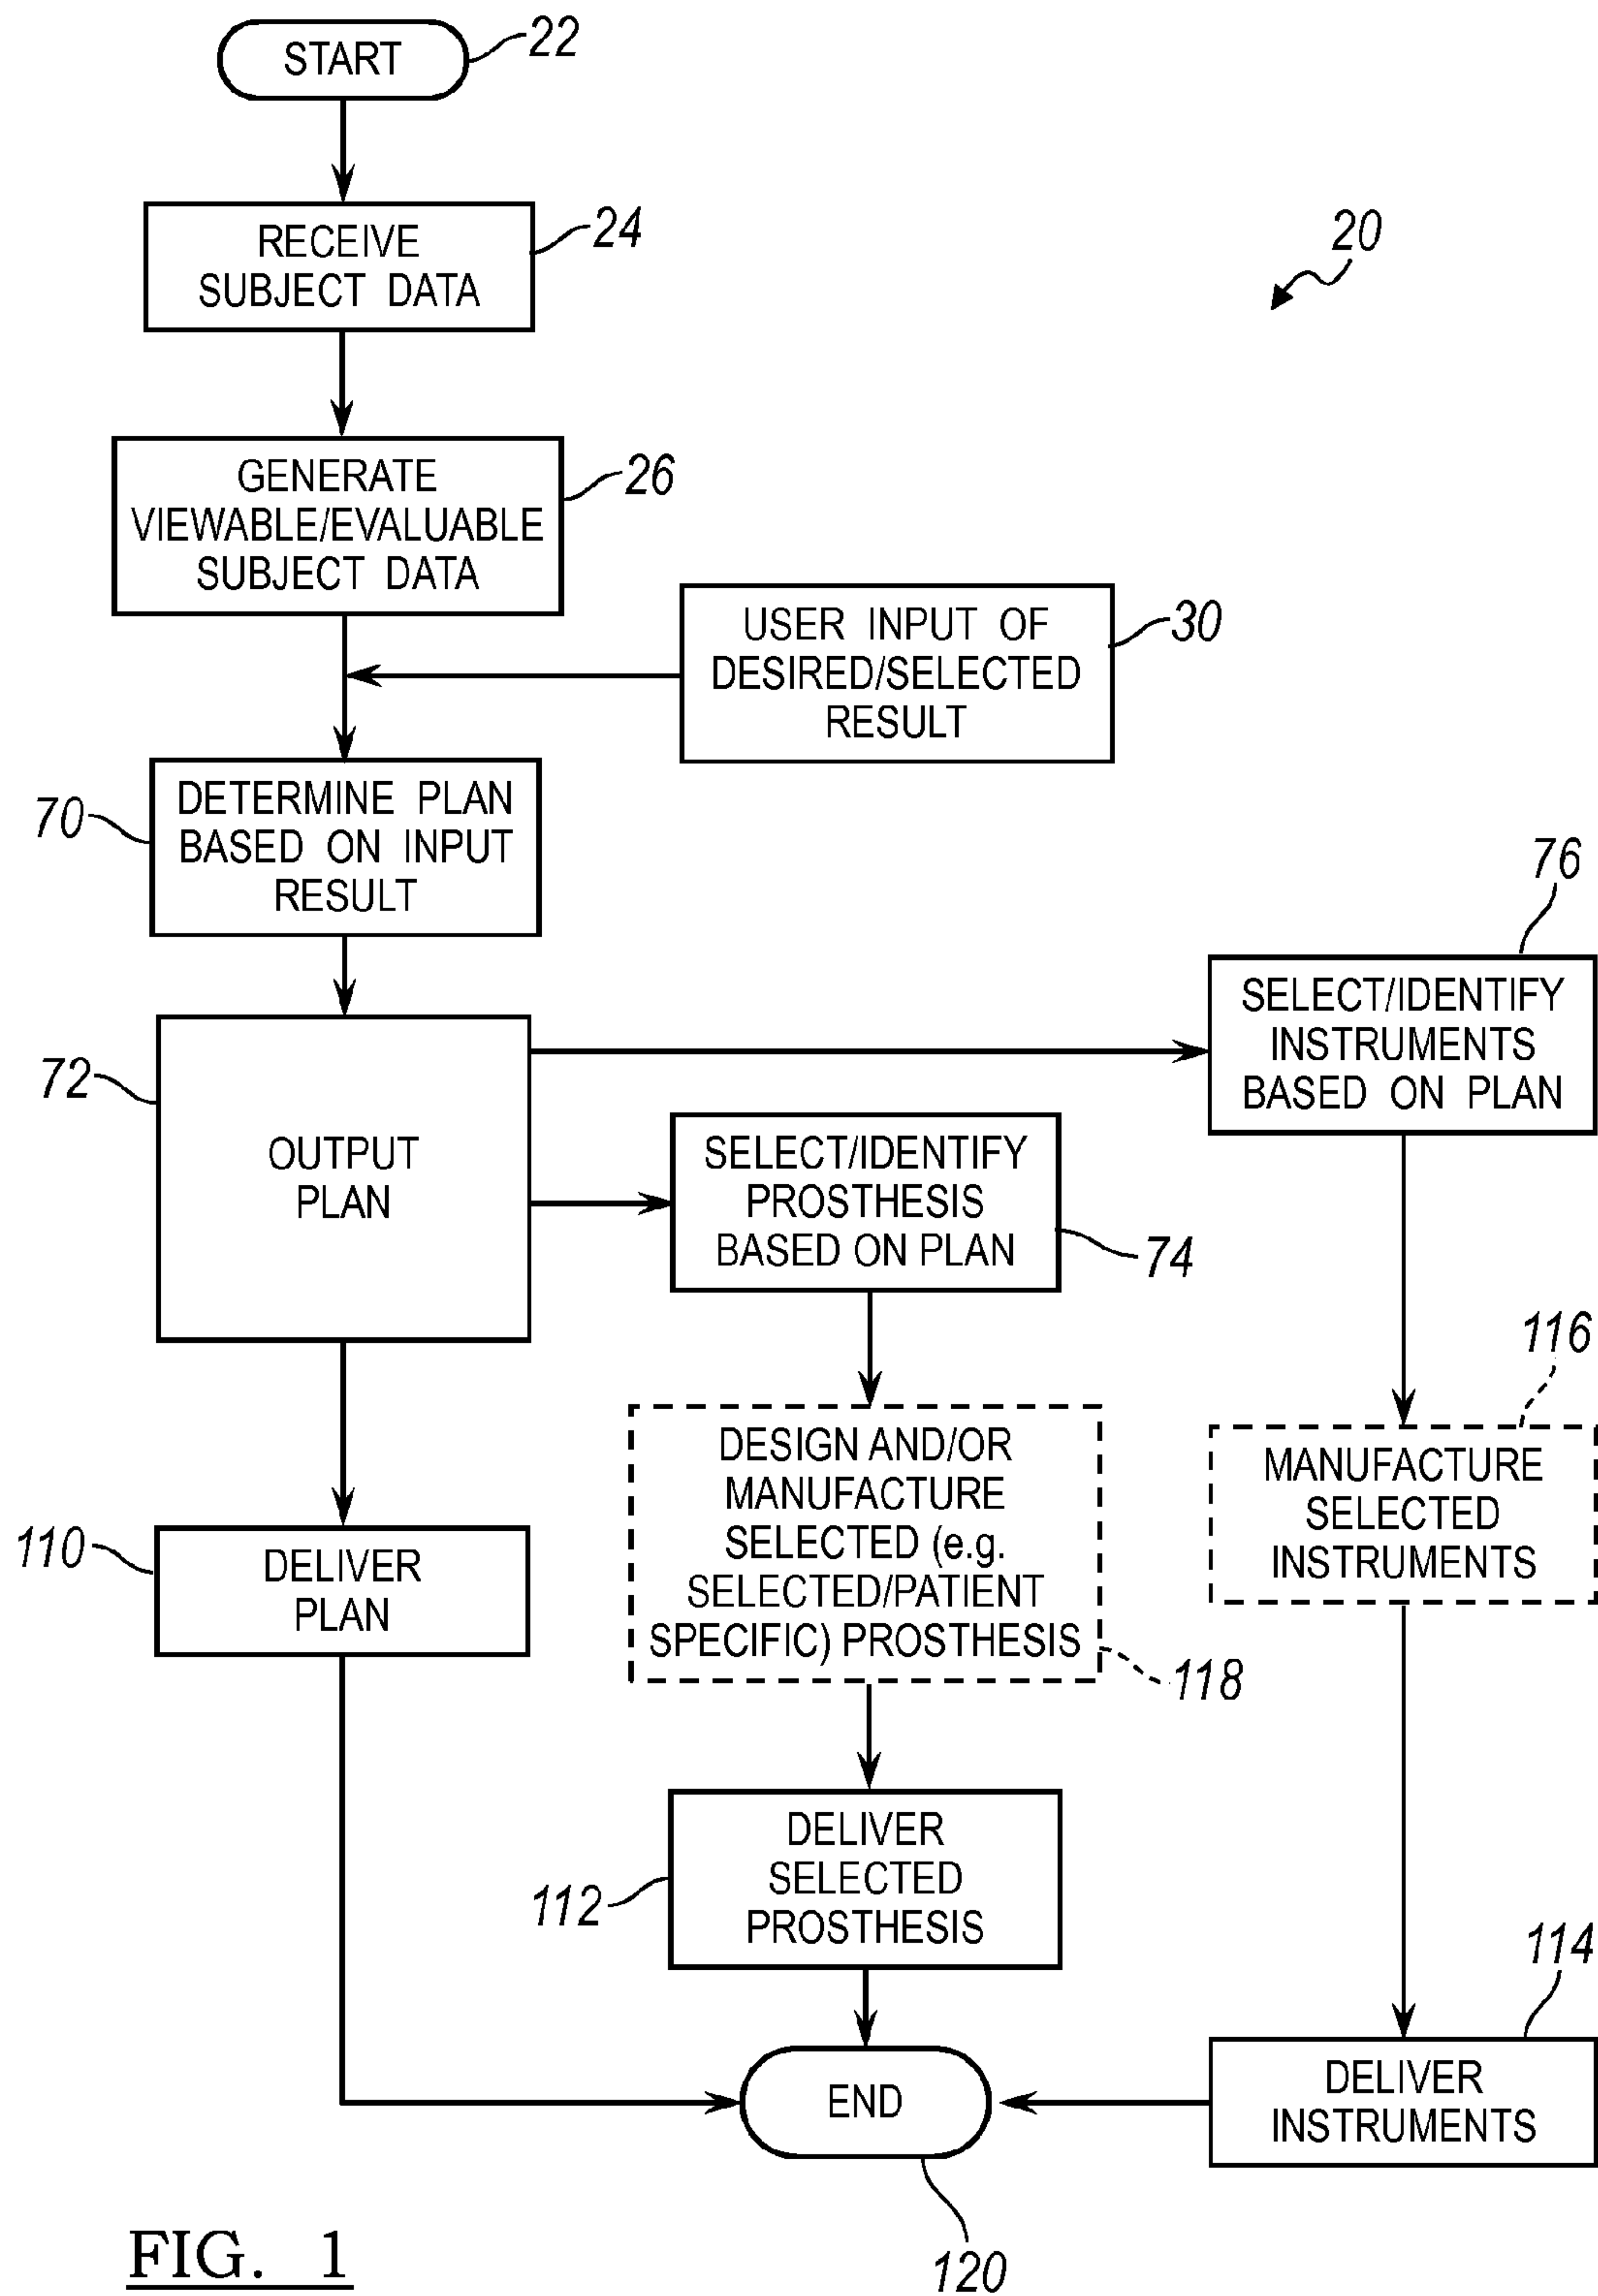 START
22
RECEIVE
SUBJECT DATA
24
20
GENERATE
VIEWABLE/EVALUABLE
SUBJECT DATA
26
USER INPUT OF
DESIRED/SELECTED
RESULT
30
70
DETERMINE PLAN
BASED ON INPUT
RESULT
76
SELECT/IDENTIFY
INSTRUMENTS
BASED ON PLAN
72
OUTPUT
PLAN
SELECT/IDENTIFY
PROSTHESIS
BASED ON PLAN
74
116
DESIGN AND/OR
MANUFACTURE
SELECTED (e.g.
SELECTED/PATIENT
SPECIFIC) PROSTHESIS
118
MANUFACTURE
SELECTED
INSTRUMENTS
110
DELIVER
PLAN
DELIVER
SELECTED
PROSTHESIS
112
114
DELIVER
INSTRUMENTS
END
120
FIG. 1